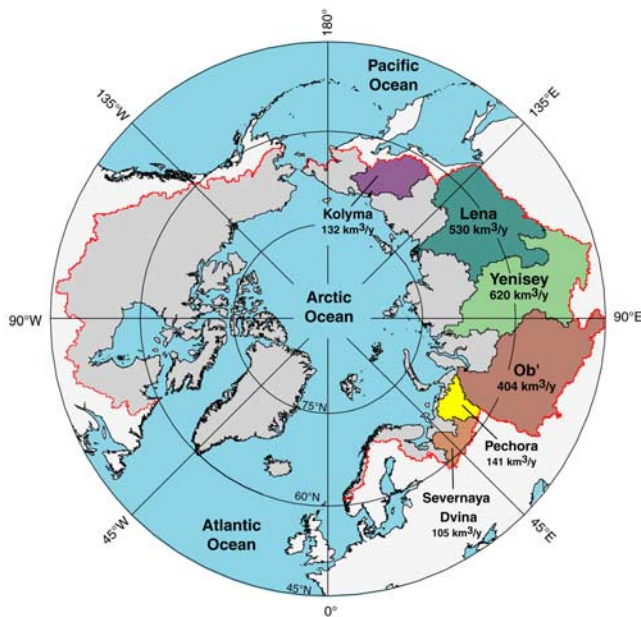 180°
Pacific
Ocean
135°W
135°E
Kolyma
132 km³/y
Lena
530 km³/y
Yenisey
620 km³/y
Arctic
Ocean
90°W
90°E
Ob'
404 km³/y
75°N
Pechora
141 km³/y
60°N
Severnaya
Dvina
105 km³/y
Atlantic
Ocean
45°W
45°E
45°N
0°